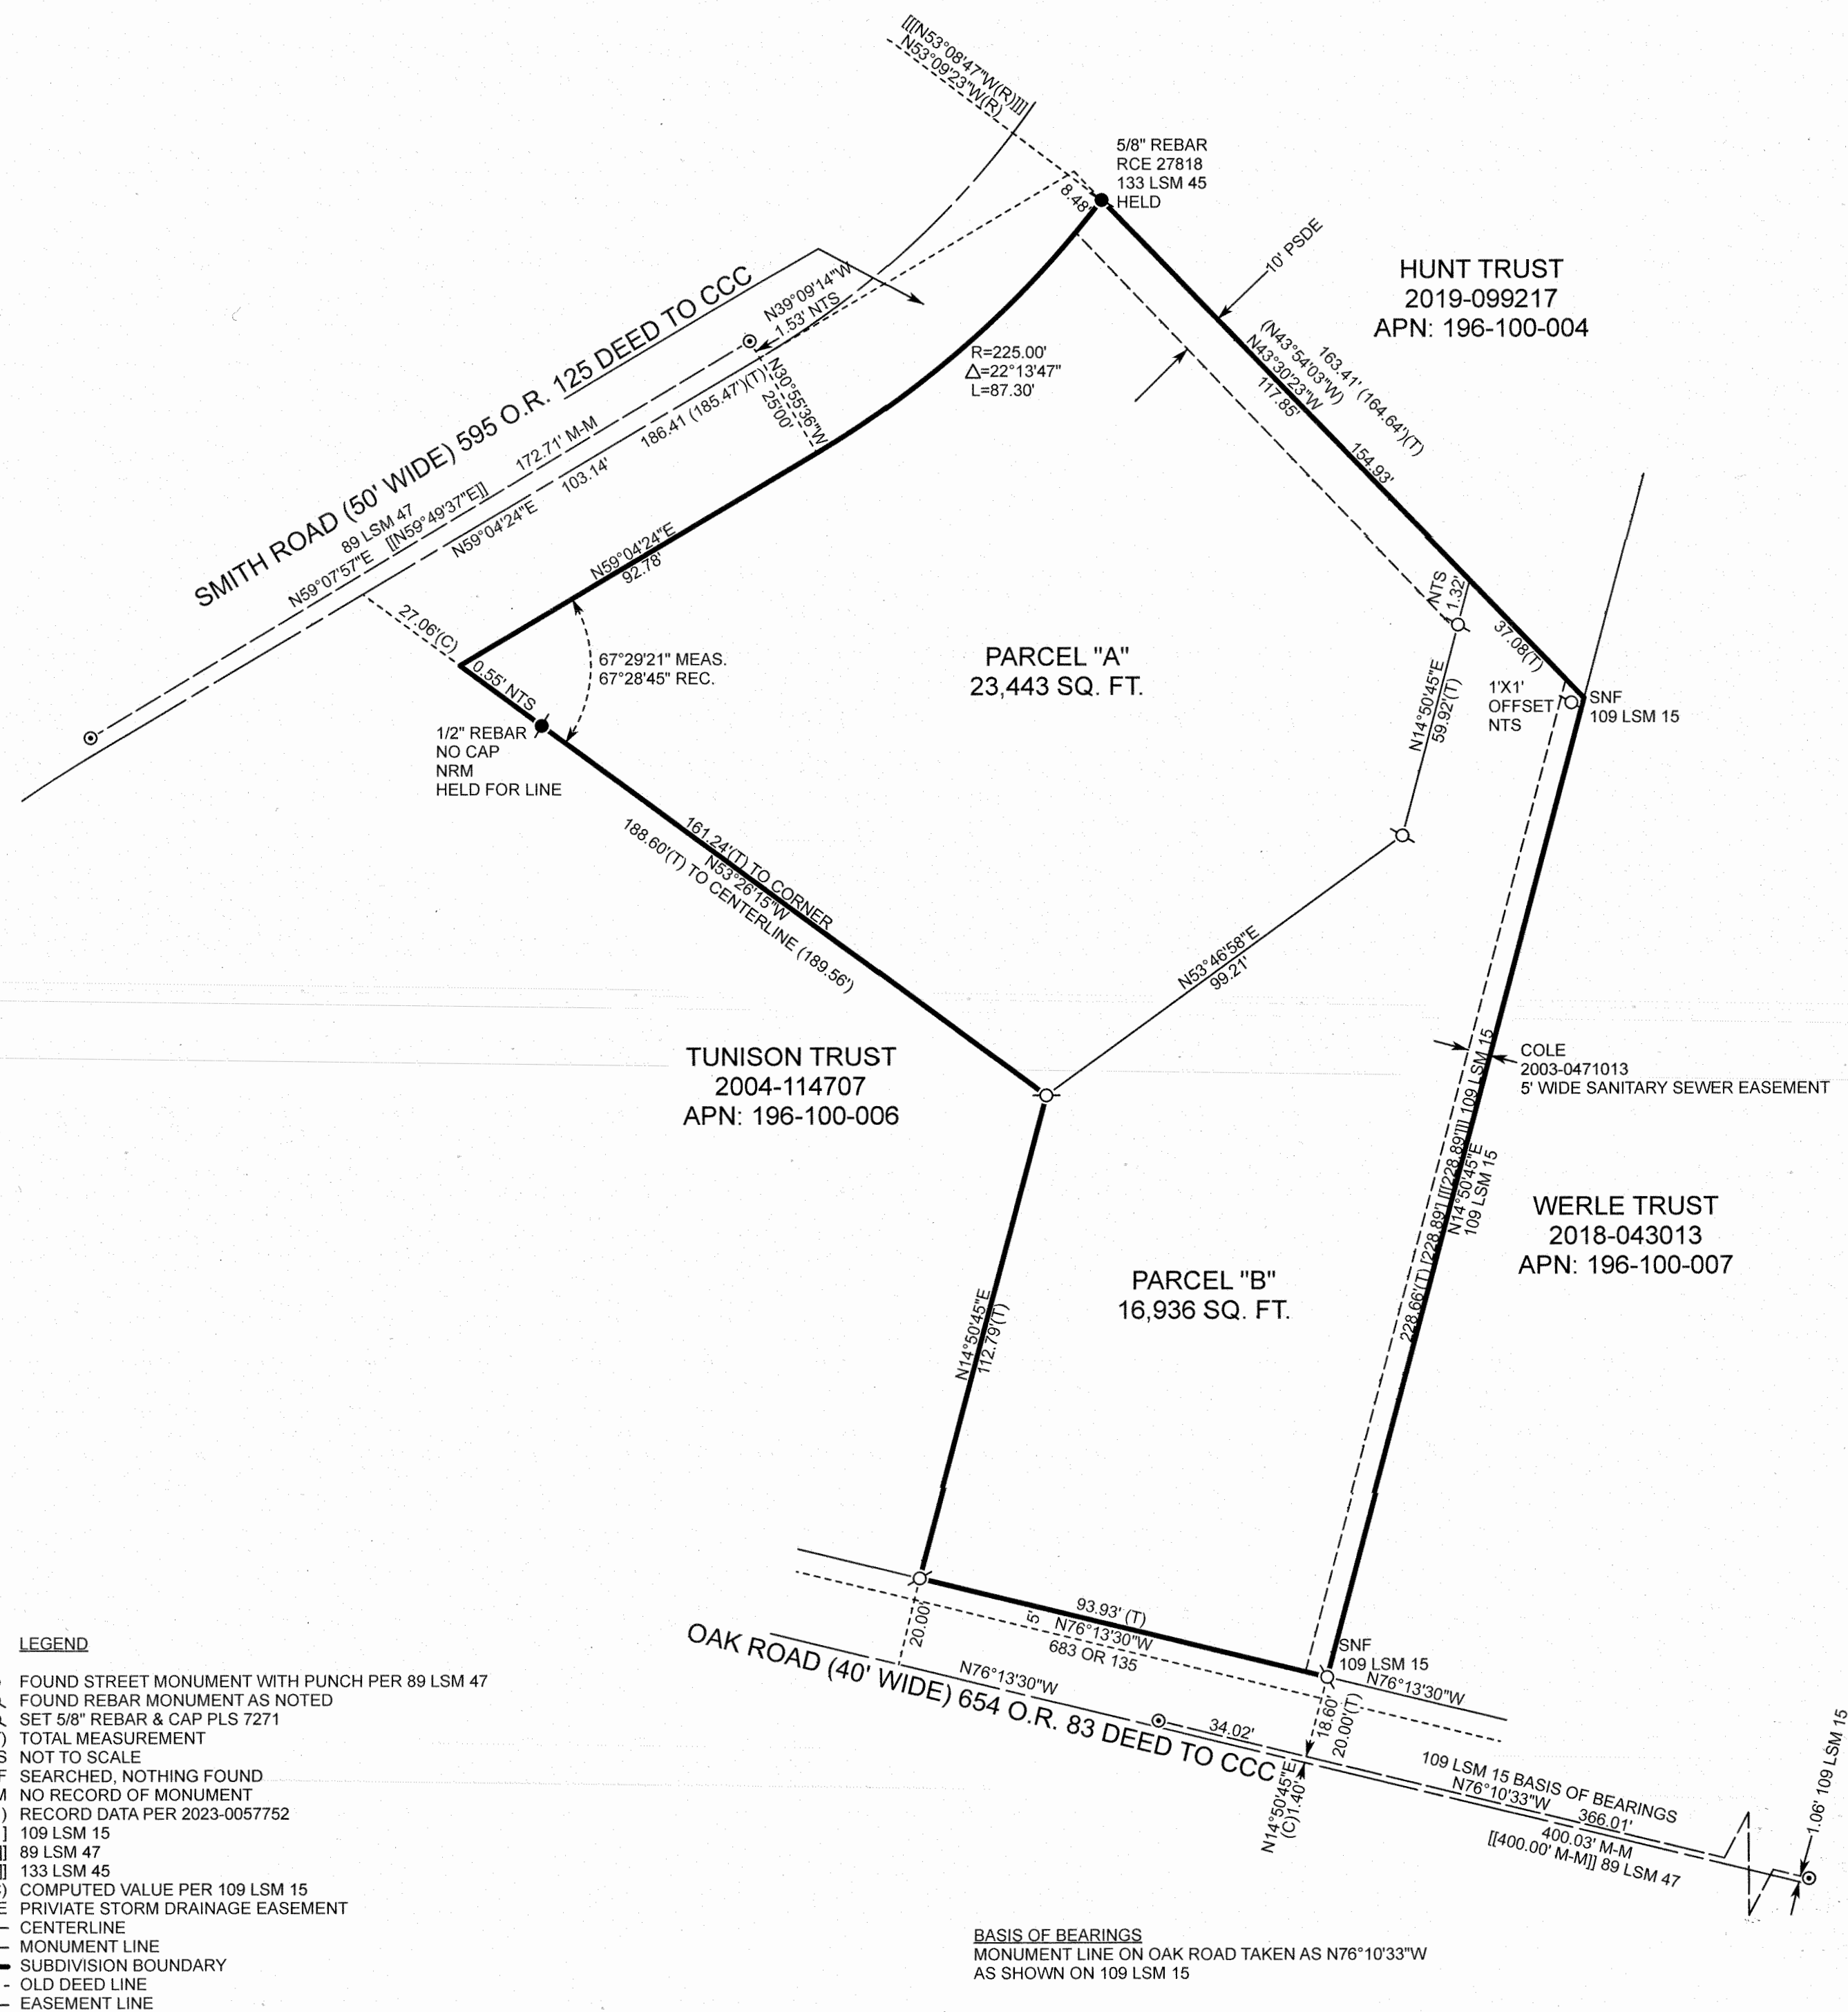 [[[N53°08'47"W(R)]]]
N53°09'23"W(R)
5/8" REBAR
RCE 27818
133 LSM 45
HELD
8.48'
10' PSDE
HUNT TRUST
2019-099217
APN: 196-100-004
SMITH ROAD (50' WIDE) 595 O.R. 125 DEED TO CCC
N39°09'14"W
1.53' NTS
R=225.00'
Δ=22°13'47"
L=87.30'
163.41' (164.64')(T)
(N43°54'03"W)
N43°30'23"W
117.85'
154.93'
172.71' M-M
186.41 (185.47')(T)
N30°55'36"W
25'00'
89 LSM 47
N59°07'57"E [[N59°49'37"E]]
N59°04'24"E
103.14'
N59°04'24"E
92.78'
27.06'(C)
0.55' NTS
67°29'21" MEAS.
67°28'45" REC.
1/2" REBAR
NO CAP
NRM
HELD FOR LINE
PARCEL "A"
23,443 SQ. FT.
NTS
1.32'
37.08(T)
N14°50'45"E
59.92'(T)
1'X1'
OFFSET
NTS
SNF
109 LSM 15
161.24'(T) TO CORNER
N53°26'15"W
188.60'(T) TO CENTERLINE (189.56')
N53°46'58"E
99.21'
TUNISON TRUST
2004-114707
APN: 196-100-006
COLE
2003-0471013
5' WIDE SANITARY SEWER EASEMENT
228.66'(T) [228.89'] [[[228.89']]] 109 LSM 15
N14°50'45"E
109 LSM 15
WERLE TRUST
2018-043013
APN: 196-100-007
PARCEL "B"
16,936 SQ. FT.
N14°50'45"E
112.79'(T)
93.93' (T)
5'
N76°13'30"W
683 OR 135
20.00'
SNF
109 LSM 15
N76°13'30"W
OAK ROAD (40' WIDE) 654 O.R. 83 DEED TO CCC
N76°13'30"W
34.02'
18.60'
20.00'(T)
N14°50'45"E
(C)1.40'
109 LSM 15 BASIS OF BEARINGS
N76°10'33"W
366.01'
400.03' M-M
[[400.00' M-M]] 89 LSM 47
1.06' 109 LSM 15
LEGEND
FOUND STREET MONUMENT WITH PUNCH PER 89 LSM 47
FOUND REBAR MONUMENT AS NOTED
SET 5/8" REBAR & CAP PLS 7271
) TOTAL MEASUREMENT
S NOT TO SCALE
F SEARCHED, NOTHING FOUND
M NO RECORD OF MONUMENT
) RECORD DATA PER 2023-0057752
] 109 LSM 15
]] 89 LSM 47
]] 133 LSM 45
) COMPUTED VALUE PER 109 LSM 15
E PRIVIATE STORM DRAINAGE EASEMENT
CENTERLINE
MONUMENT LINE
SUBDIVISION BOUNDARY
OLD DEED LINE
EASEMENT LINE
BASIS OF BEARINGS
MONUMENT LINE ON OAK ROAD TAKEN AS N76°10'33"W
AS SHOWN ON 109 LSM 15